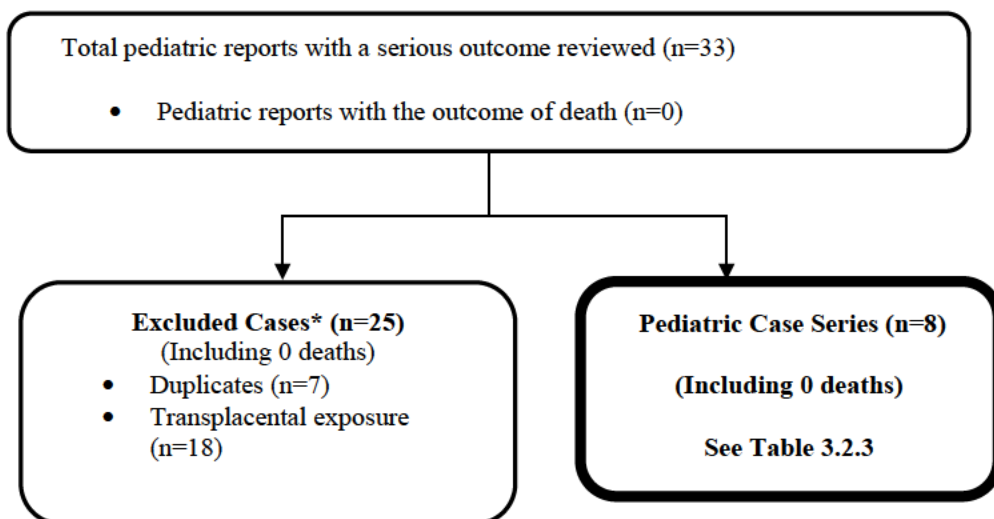 Total pediatric reports with a serious outcome reviewed (n=33)
• Pediatric reports with the outcome of death (n=0)
Excluded Cases* (n=25)
(Including 0 deaths)
• Duplicates (n=7)
• Transplacental exposure
(n=18)
Pediatric Case Series (n=8)
(Including 0 deaths)
See Table 3.2.3